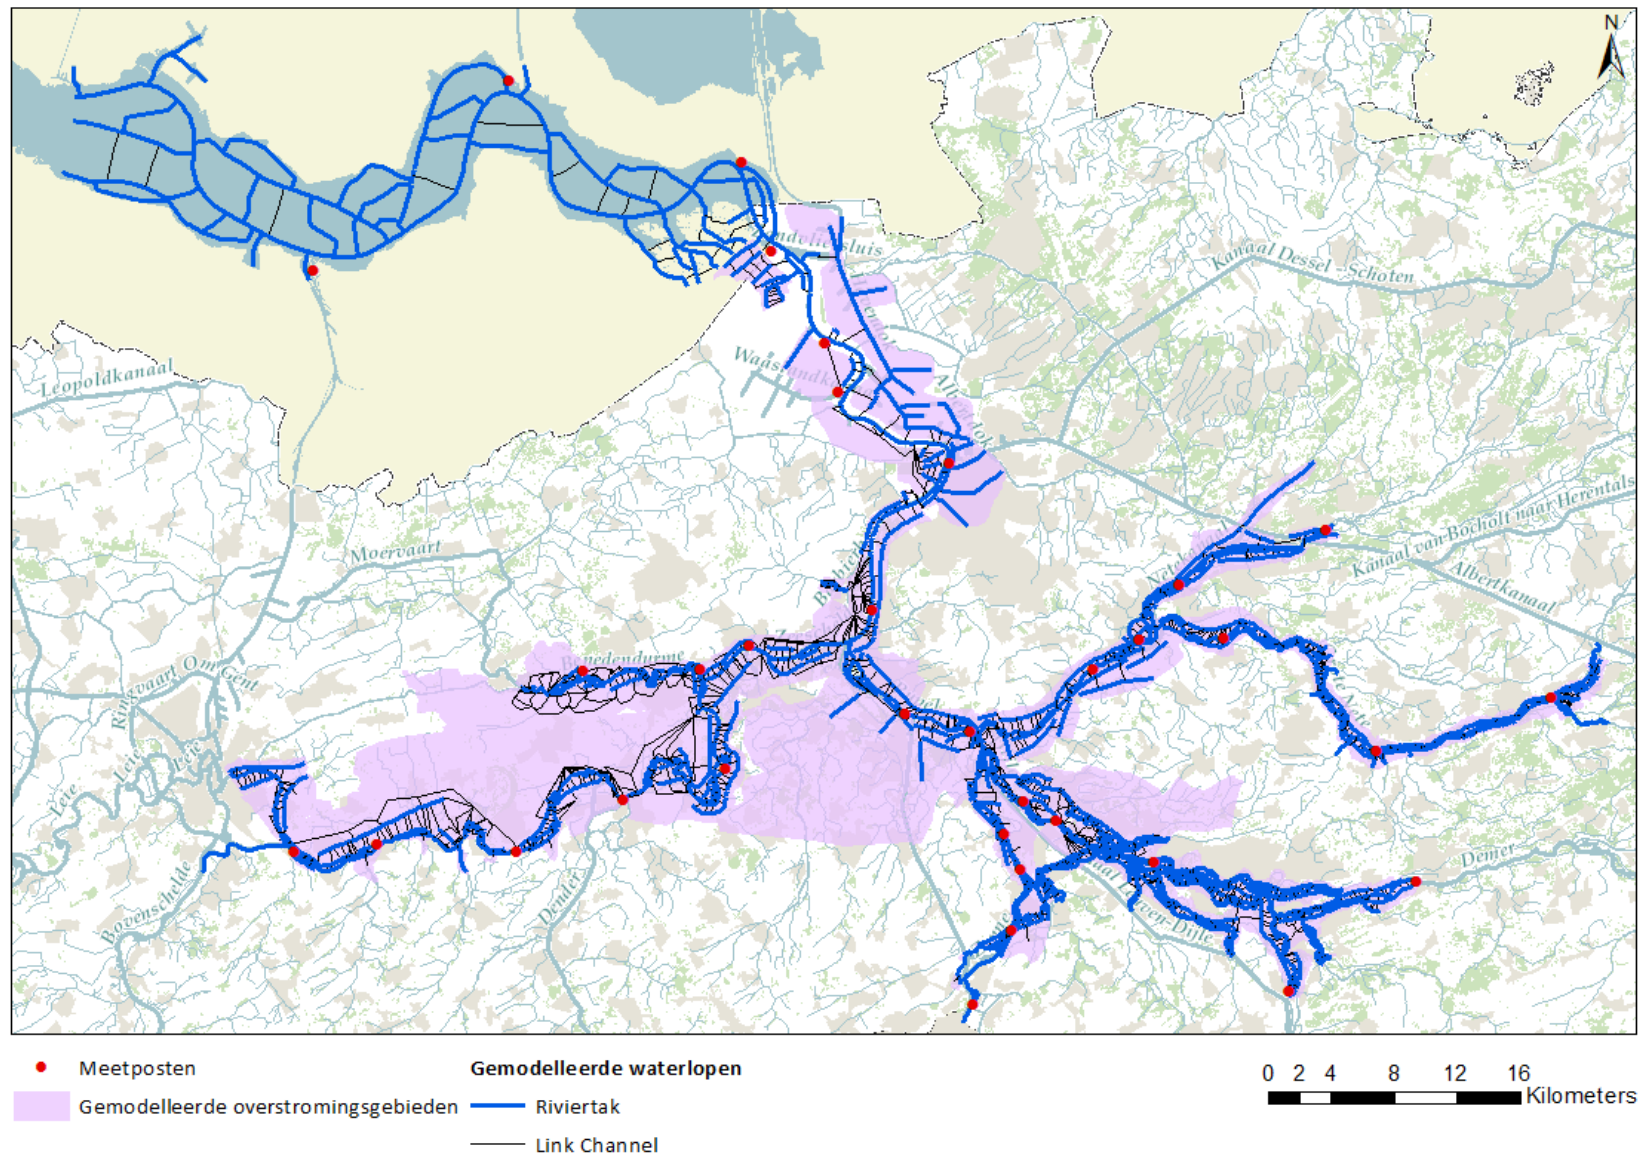 N
Kanaal Dessel - Schoten
Leopoldkanaal
Moervaart
Kanaal van Bocholt naar Herentals
Albertkanaal
Benedendurme
Ringvaart Om Gent
Leie
Leie
Bovenschelde
Dender
Demer
Meetposten
Gemodelleerde overstromingsgebieden
Gemodelleerde waterlopen
Riviertak
Link Channel
0 2 4 8 12 16
Kilometers